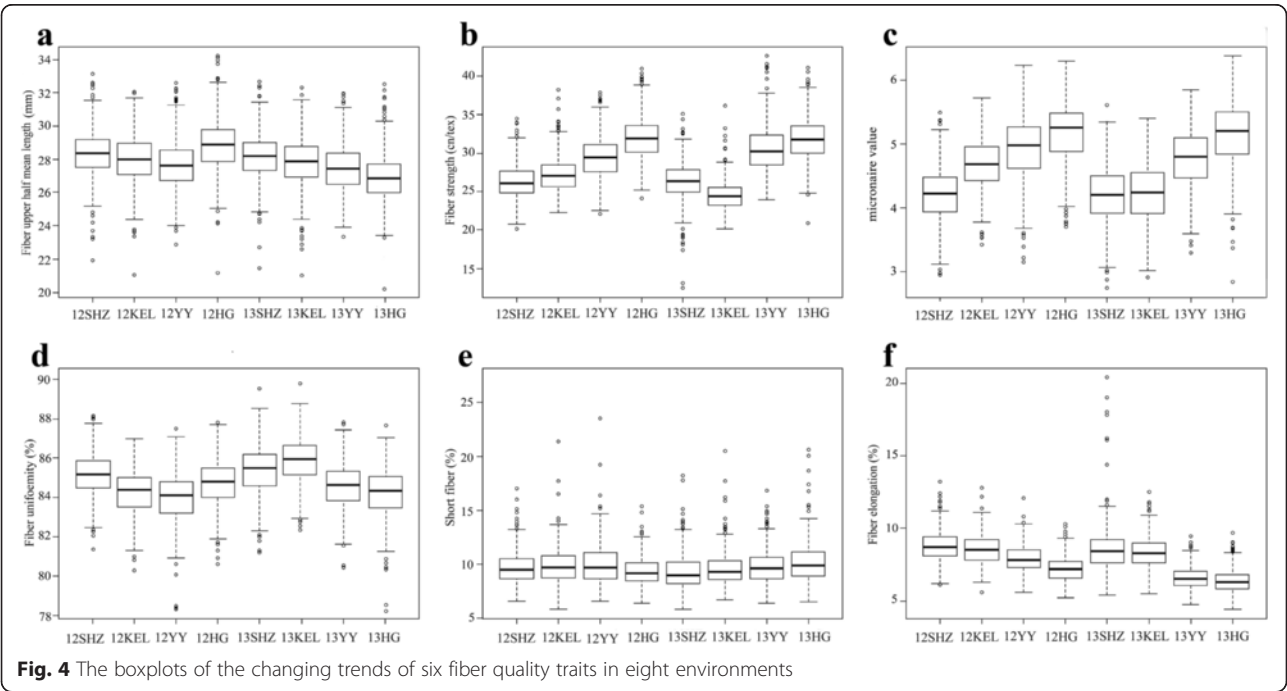 a
b
c
Fiber upper half mean length (mm)
34
32
30
28
26
24
22
20
12SHZ 12KEL 12YY 12HG 13SHZ 13KEL 13YY 13HG
Fiber strength (cn/tex)
40
35
30
25
20
15
12SHZ 12KEL 12YY 12HG 13SHZ 13KEL 13YY 13HG
micronaire value
6
5
4
3
12SHZ 12KEL 12YY 12HG 13SHZ 13KEL 13YY 13HG
d
e
f
Fiber unifoemity (%)
90
88
86
84
82
80
78
12SHZ 12KEL 12YY 12HG 13SHZ 13KEL 13YY 13HG
Short fiber (%)
25
20
15
10
5
12SHZ 12KEL 12YY 12HG 13SHZ 13KEL 13YY 13HG
Fiber elongation (%)
20
15
10
5
12SHZ 12KEL 12YY 12HG 13SHZ 13KEL 13YY 13HG
Fig. 4 The boxplots of the changing trends of six fiber quality traits in eight environments